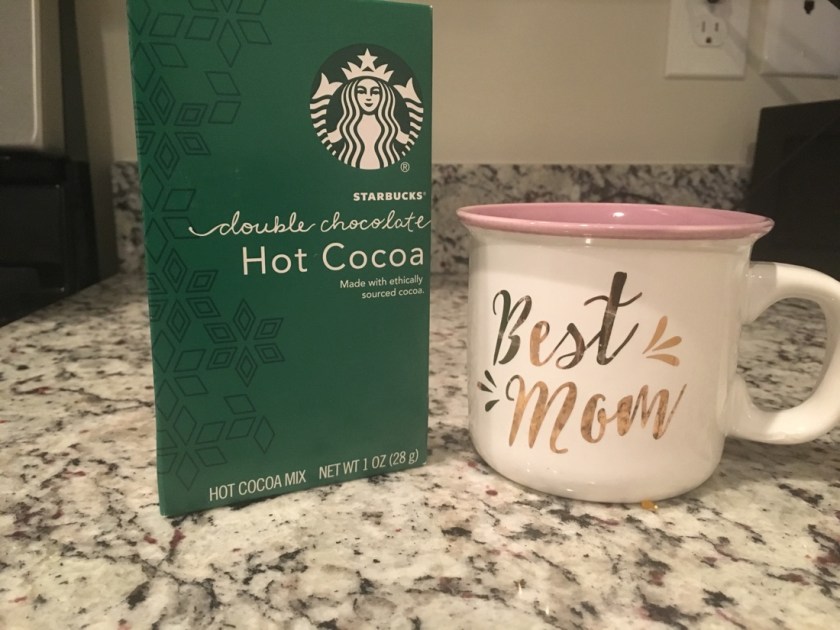 STARBUCKS®
double chocolate
Hot Cocoa
Made with ethically
sourced cocoa.
HOT COCOA MIX NET WT 1 OZ (28 g)
Best
Mom